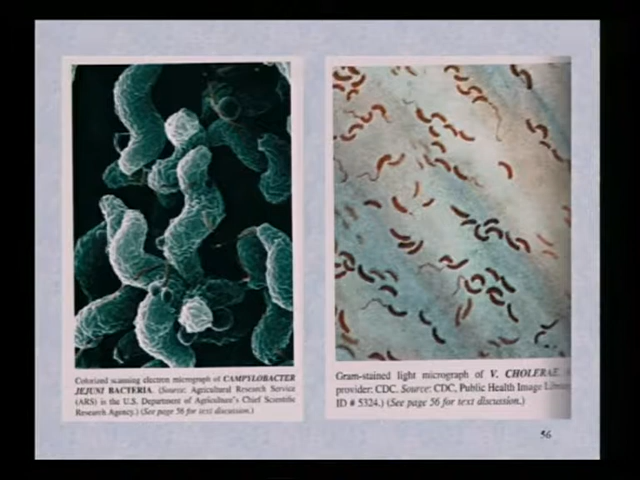 Colorized scanning electron micrograph of CAMPYLOBACTER
JEJUNI BACTERIA. (Source: Agricultural Research Service
(ARS) is the U.S. Department of Agriculture's Chief Scientific
Research Agency.) (See page 56 for text discussion.)
Gram-stained light micrograph of V. CHOLERAE
provider: CDC. Source: CDC, Public Health Image
ID # 5324.) (See page 56 for text discussion.)
56